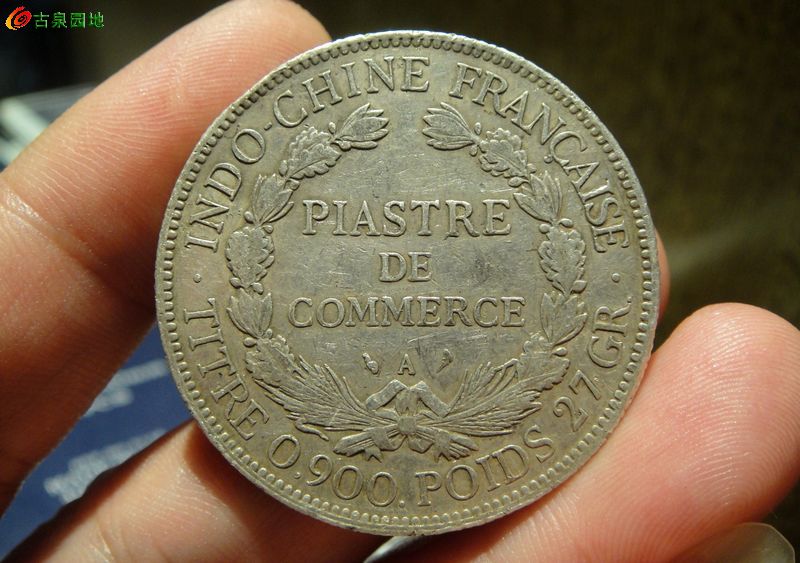 古泉园地
INDO-CHINE FRANÇAISE
PIASTRE
DE
COMMERCE
A
TITRE 0,900. POIDS 27 GR.